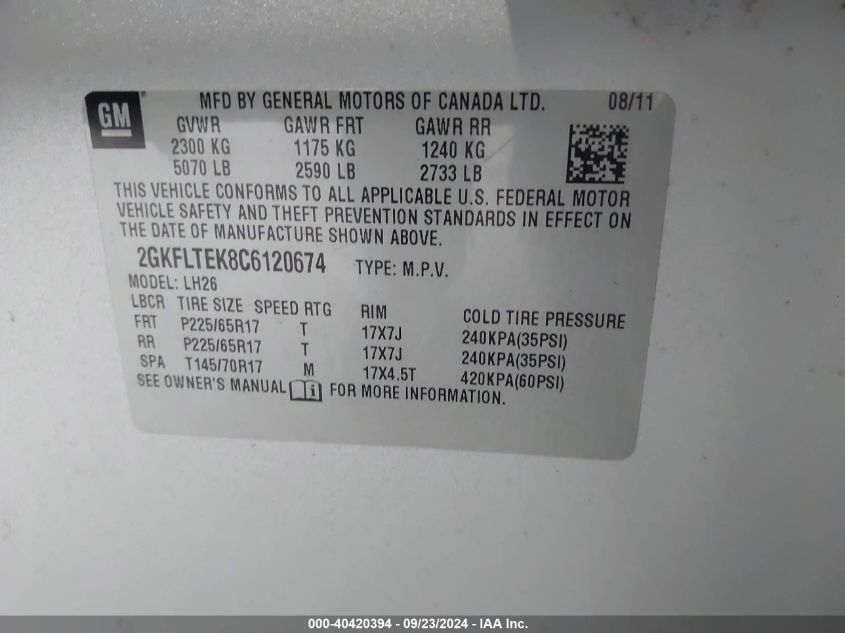 GM
MFD BY GENERAL MOTORS OF CANADA LTD. 08/11
GVWR GAWR FRT GAWR RR
2300 KG 1175 KG 1240 KG
5070 LB 2590 LB 2733 LB
THIS VEHICLE CONFORMS TO ALL APPLICABLE U.S. FEDERAL MOTOR
VEHICLE SAFETY AND THEFT PREVENTION STANDARDS IN EFFECT ON
THE DATE OF MANUFACTURE SHOWN ABOVE.
2GKFLTEK8C6120674 TYPE: M.P.V.
MODEL: LH26
LBCR TIRE SIZE SPEED RTG RIM COLD TIRE PRESSURE
FRT P225/65R17 T 17X7J 240KPA(35PSI)
RR P225/65R17 T 17X7J 240KPA(35PSI)
SPA T145/70R17 M 17X4.5T 420KPA(60PSI)
SEE OWNER'S MANUAL i FOR MORE INFORMATION.
000-40420394 - 09/23/2024 - IAA Inc.